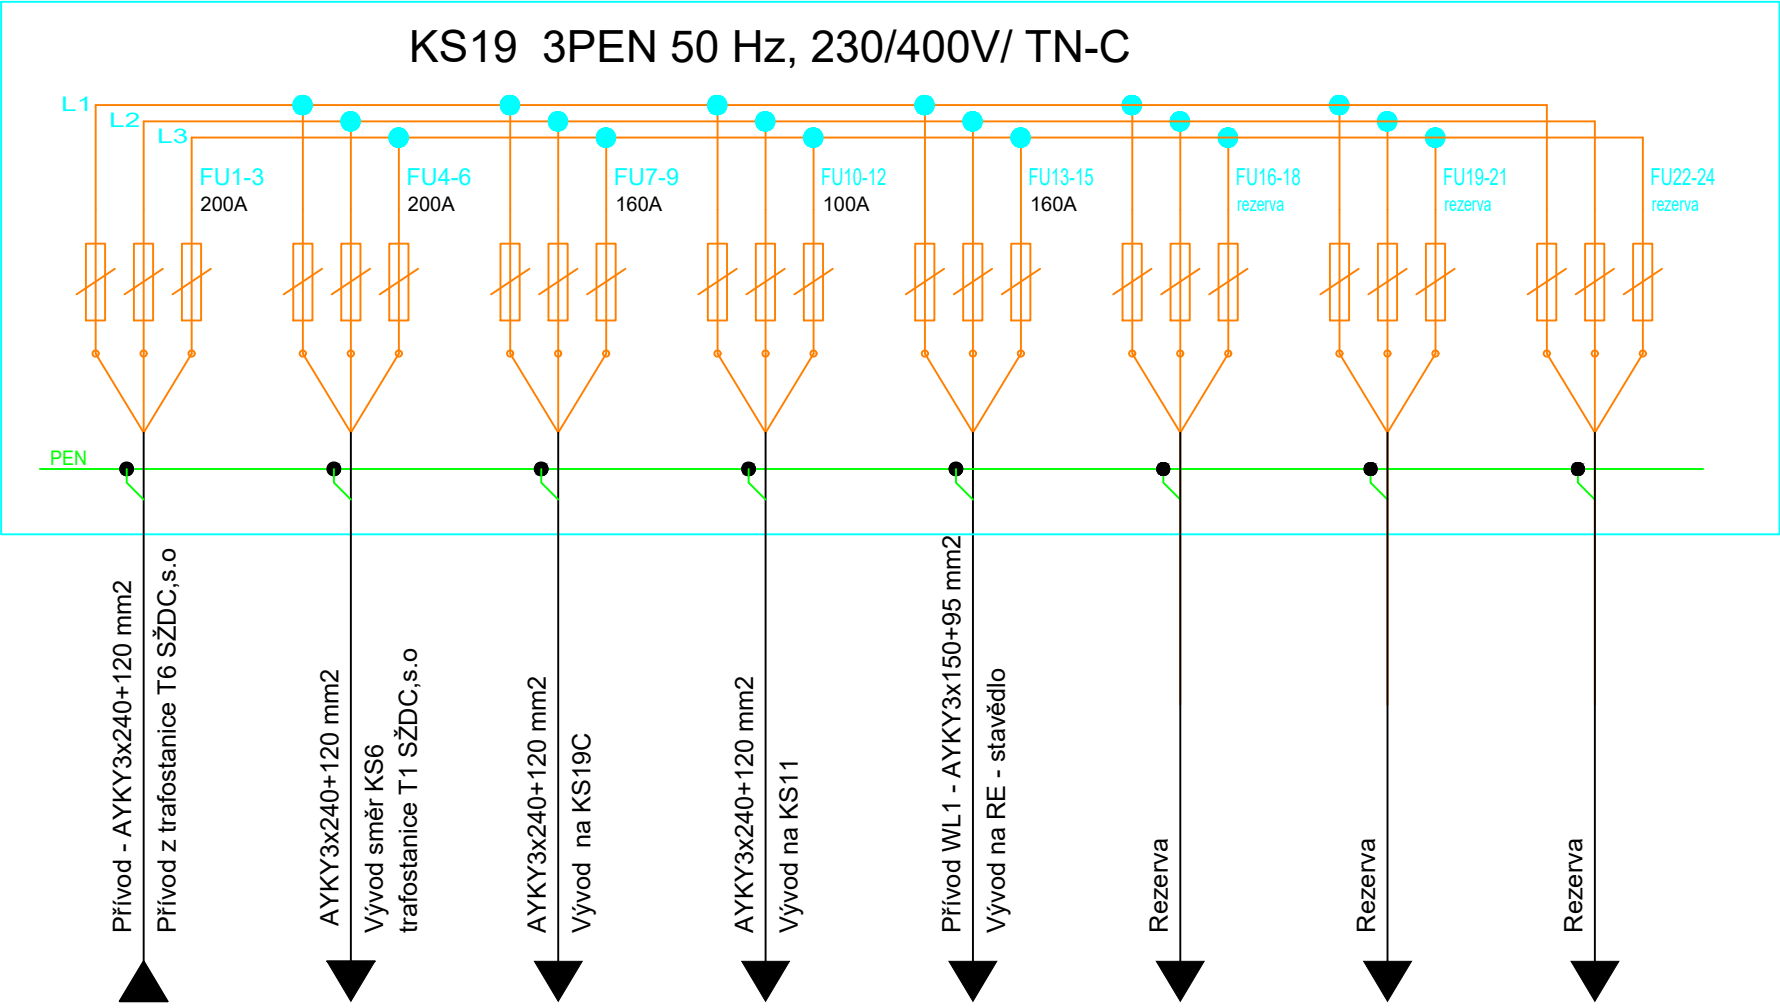 KS19  3PEN 50 Hz, 230/400V/ TN-C
L1
L2
L3
FU1-3
200A
FU4-6
200A
FU7-9
160A
FU10-12
100A
FU13-15
160A
FU16-18
rezerva
FU19-21
rezerva
FU22-24
rezerva
PEN
Přívod - AYKY3x240+120 mm2
Přívod z trafostanice T6 SŽDC,s.o
AYKY3x240+120 mm2
Vývod směr KS6
trafostanice T1 SŽDC,s.o
AYKY3x240+120 mm2
Vývod  na KS19C
AYKY3x240+120 mm2
Vývod na KS11
Přívod WL1 - AYKY3x150+95 mm2
Vývod na RE - stavědlo
Rezerva
Rezerva
Rezerva